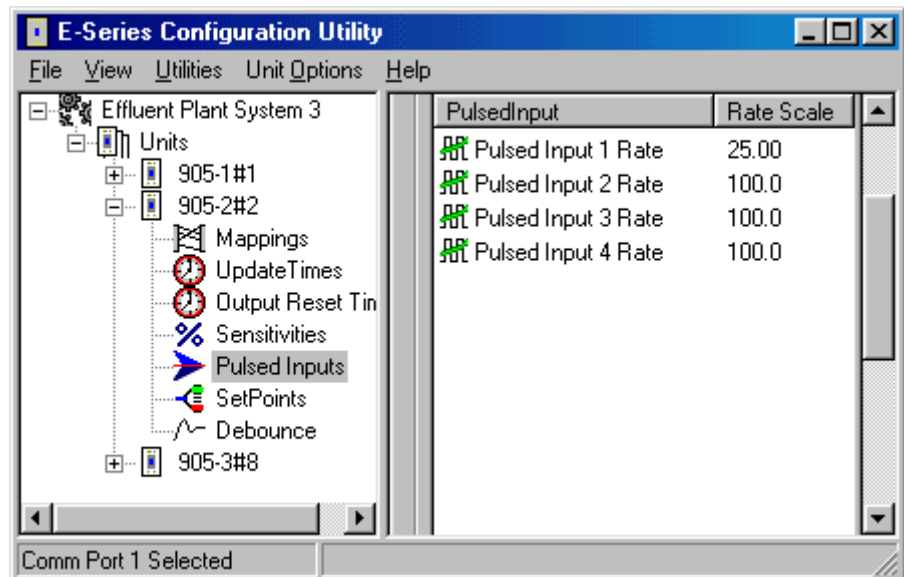 E-Series Configuration Utility
File View Utilities Unit Options Help
Effluent Plant System 3
Units
905-1#1
905-2#2
Mappings
UpdateTimes
Output Reset Tin
Sensitivities
Pulsed Inputs
SetPoints
Debounce
905-3#8
PulsedInput Rate Scale
Pulsed Input 1 Rate 25.00
Pulsed Input 2 Rate 100.0
Pulsed Input 3 Rate 100.0
Pulsed Input 4 Rate 100.0
Comm Port 1 Selected